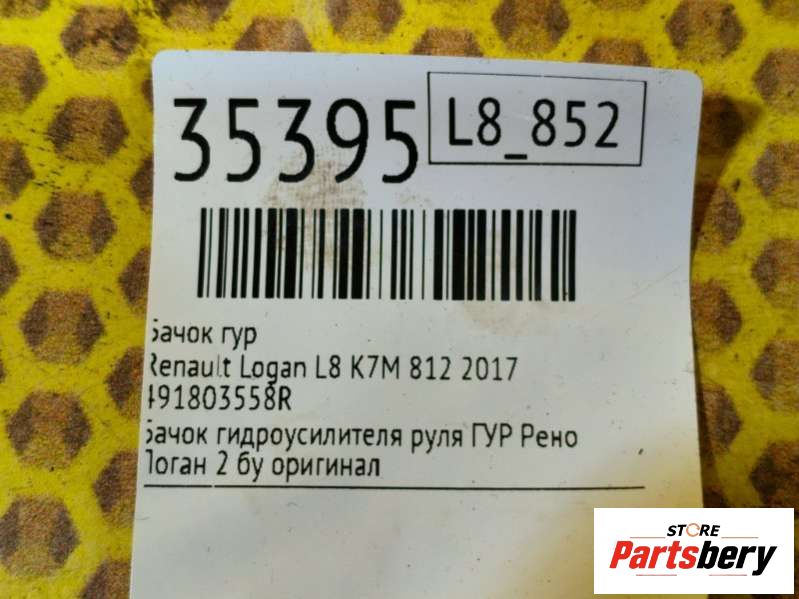 35395
L8_852
Бачок гур
Renault Logan L8 K7M 812 2017
491803558R
Бачок гидроусилителя руля ГУР Рено
Логан 2 бу оригинал
STORE
Partsbery